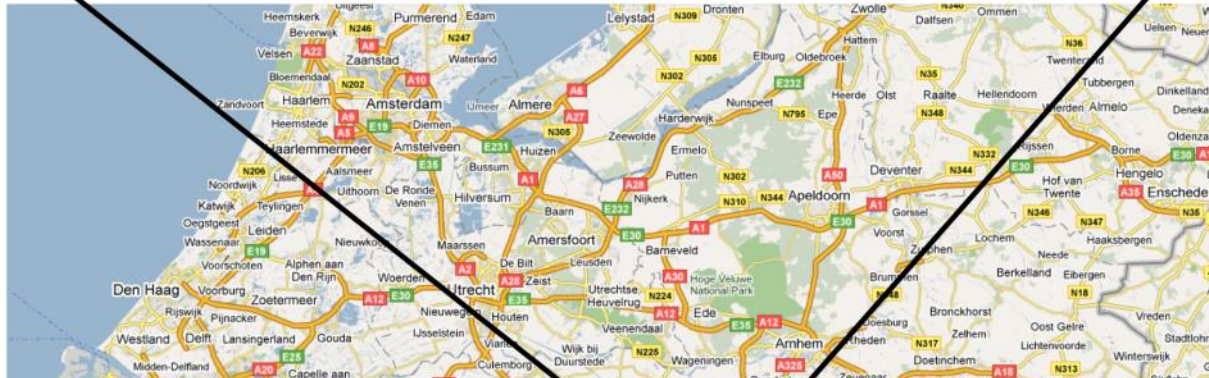 Heemskerk
Uitgeest
Purmerend
Edam
Lelystad
N309
Dronten
Zwolle
Dalfsen
Ommen
Uelsen
Beverwijk
N246
A8
N247
N36
Velsen
A22
Zaanstad
Waterland
N305
Elburg
Oldebroek
Hattem
Twenterand
Bloemendaal
N202
A10
A6
N302
E232
N35
Tubbergen
Zandvoort
Haarlem
Amsterdam
IJmeer
Almere
Nunspeet
Heerde
Olst
Raalte
Hellendoorn
Wierden
Almelo
Dinkelland
Heemstede
A9
A5
E19
Diemen
A27
N305
Zeewolde
Harderwijk
N795
Epe
N348
Haarlemmermeer
Amstelveen
E231
Huizen
Ermelo
N332
Rijssen
Borne
N206
Lisse
Aalsmeer
E35
Bussum
A1
Putten
N302
A50
Deventer
N344
E30
Hengelo
E30
Noordwijk
Uithoorn
De Ronde
Venen
Hilversum
A28
Nijkerk
N344
Apeldoorn
Hof van
Twente
A35
Enschede
Katwijk
Teylingen
Baarn
E232
N310
A1
Gorssel
N346
N35
Oegstgeest
Leiden
Nieuwkoop
Maarssen
Amersfoort
E30
A1
E30
Voorst
Zutphen
Lochem
N347
Haaksbergen
Wassenaar
E19
De Bilt
Leusden
Barneveld
Neede
Voorschoten
Alphen aan
Den Rijn
Woerden
A2
A28
Zeist
A30
Hoge Veluwe
National Park
Brummen
Berkelland
Eibergen
Den Haag
Voorburg
Zoetermeer
A12
E30
Utrecht
E35
Utrechtse
Heuvelrug
N224
N18
Rijswijk
Pijnacker
Nieuwegein
Houten
A12
Ede
E35
A12
Doesburg
Bronckhorst
Vreden
Westland
Delft
Lansingerland
Gouda
IJsselstein
Veenendaal
Arnhem
Rheden
Zelhem
Oost Gelre
Midden-Delfland
E25
Wijk bij
Duurstede
N225
N317
Lichtenvoorde
A20
Capelle aan
Culemborg
Wageningen
A325
Zevenaar
Doetinchem
A18
N313
Winterswijk